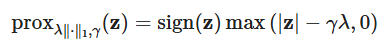 prox_{λ∥·∥₁,γ}(𝐳) = sign(𝐳) max (|𝐳| − γλ, 0)